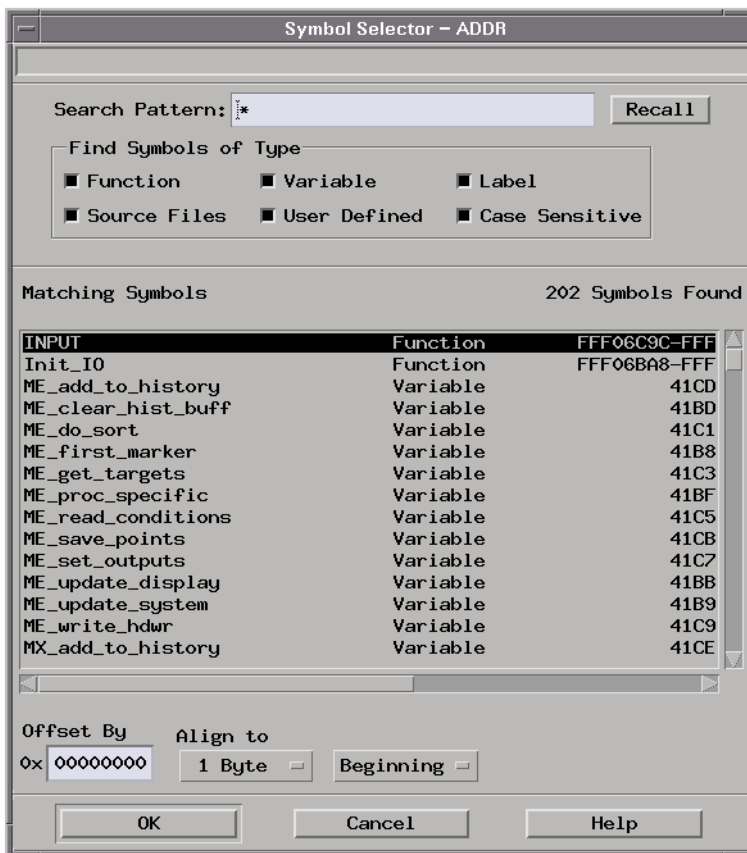 Symbol Selector - ADDR
Search Pattern: *
Recall
Find Symbols of Type
Function Variable Label
Source Files User Defined Case Sensitive
Matching Symbols 202 Symbols Found
INPUT Function FFF06C9C-FFF
Init_IO Function FFF06BA8-FFF
ME_add_to_history Variable 41CD
ME_clear_hist_buff Variable 41BD
ME_do_sort Variable 41C1
ME_first_marker Variable 41B8
ME_get_targets Variable 41C3
ME_proc_specific Variable 41BF
ME_read_conditions Variable 41C5
ME_save_points Variable 41CB
ME_set_outputs Variable 41C7
ME_update_display Variable 41BB
ME_update_system Variable 41B9
ME_write_hdwr Variable 41C9
MX_add_to_history Variable 41CE
Offset By Align to
0x 00000000 1 Byte Beginning
OK Cancel Help